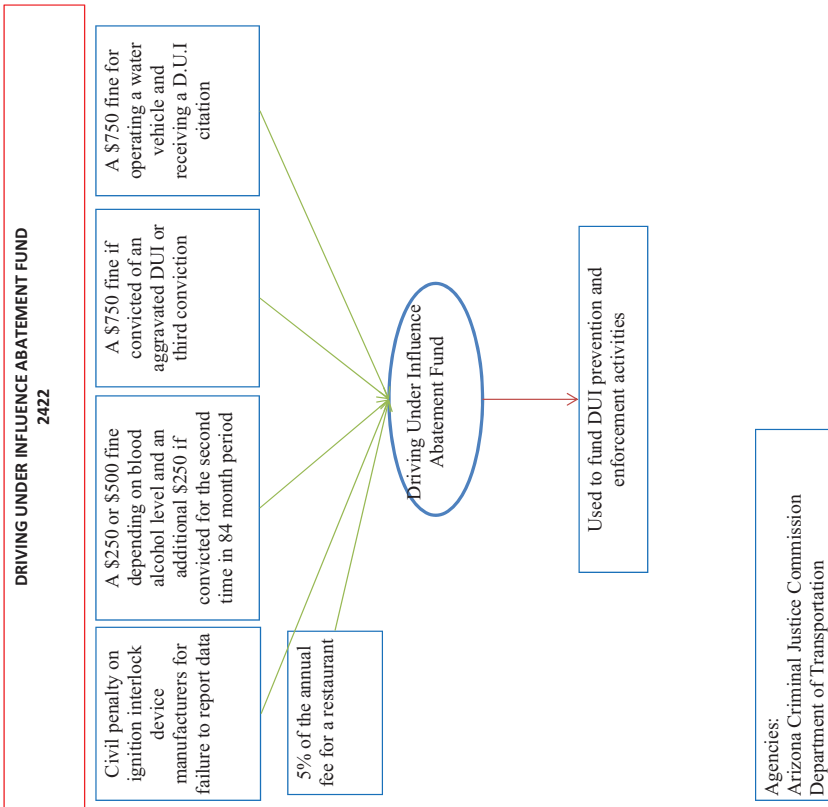 DRIVING UNDER INFLUENCE ABATEMENT FUND
2422
Civil penalty on
ignition interlock
device
manufacturers for
failure to report data
A $250 or $500 fine
depending on blood
alcohol level and an
additional $250 if
convicted for the second
time in 84 month period
A $750 fine if
convicted of an
aggravated DUI or
third conviction
A $750 fine for
operating a water
vehicle and
receiving a D.U.I
citation
5% of the annual
fee for a restaurant
Driving Under Influence
Abatement Fund
Used to fund DUI prevention and
enforcement activities
Agencies:
Arizona Criminal Justice Commission
Department of Transportation